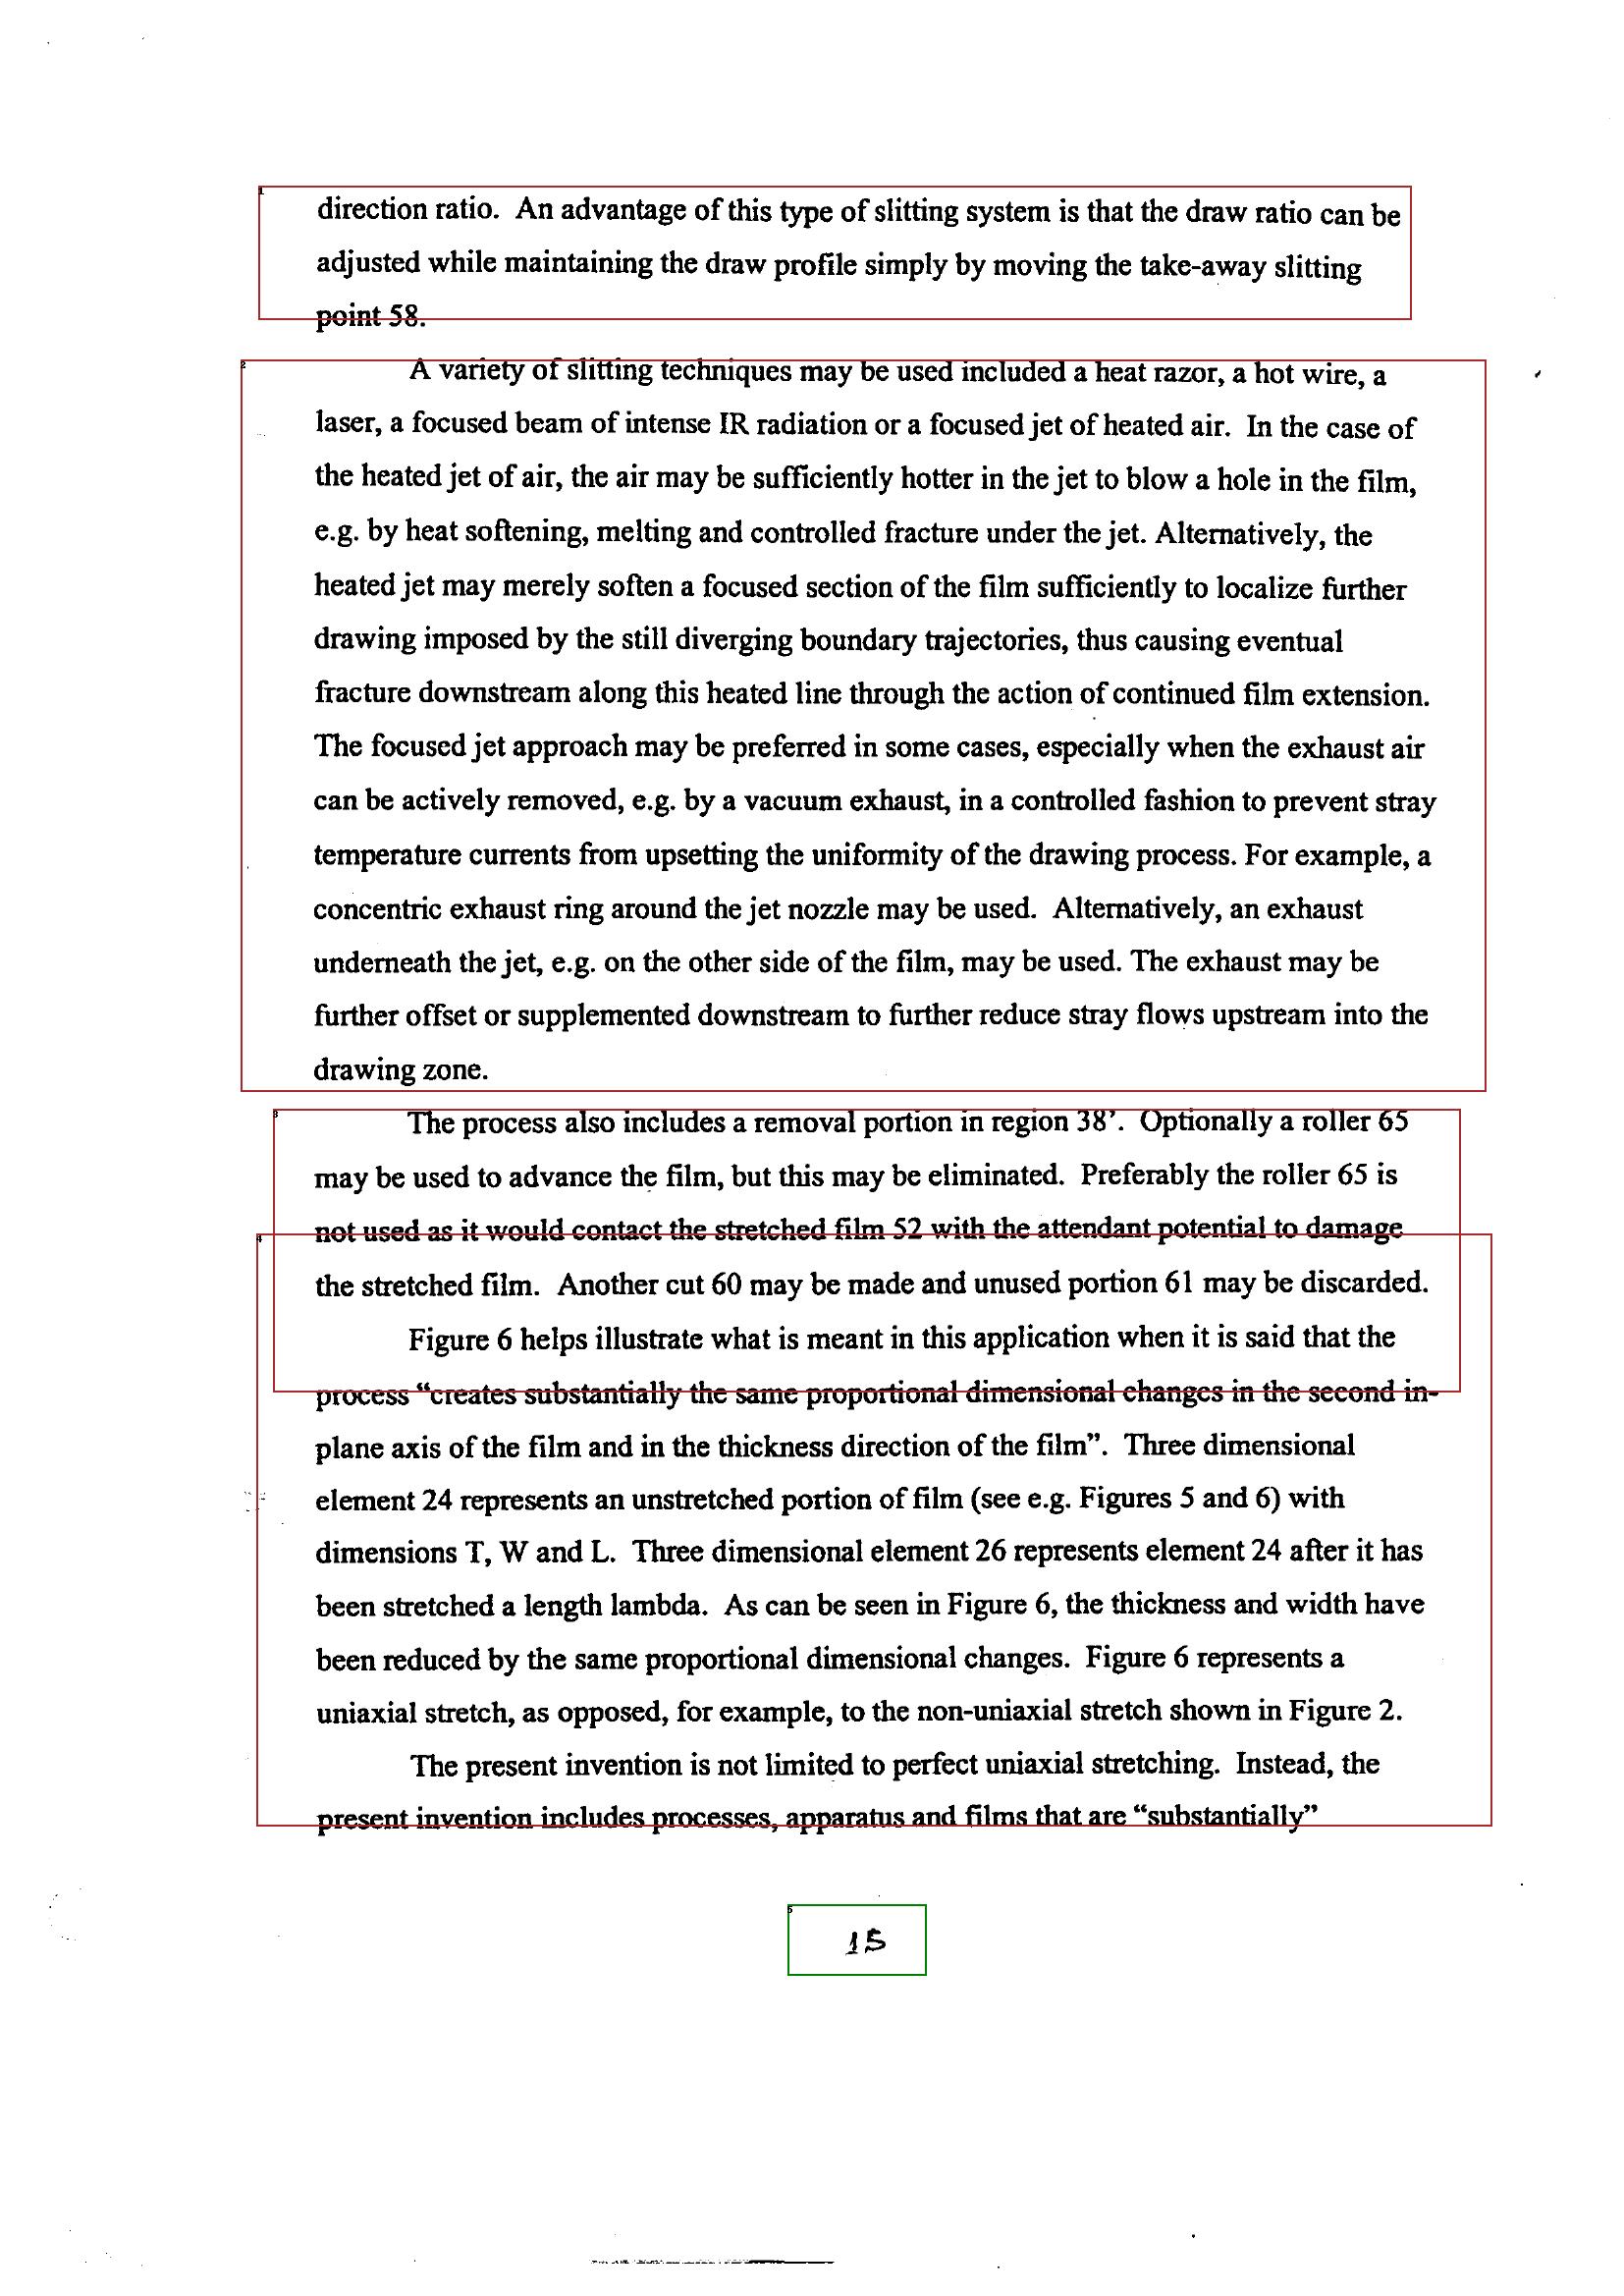 direction ratio. An advantage of this type of slitting system is that the draw ratio can be
adjusted while maintaining the draw profile simply by moving the take-away slitting
point 58.
A variety of slitting techniques may be used included a heat razor, a hot wire, a
laser, a focused beam of intense IR radiation or a focused jet of heated air. In the case of
the heated jet of air, the air may be sufficiently hotter in the jet to blow a hole in the film,
e.g. by heat softening, melting and controlled fracture under the jet. Alternatively, the
heated jet may merely soften a focused section of the film sufficiently to localize further
drawing imposed by the still diverging boundary trajectories, thus causing eventual
fracture downstream along this heated line through the action of continued film extension.
The focused jet approach may be preferred in some cases, especially when the exhaust air
can be actively removed, e.g. by a vacuum exhaust, in a controlled fashion to prevent stray
temperature currents from upsetting the uniformity of the drawing process. For example, a
concentric exhaust ring around the jet nozzle may be used. Alternatively, an exhaust
underneath the jet, e.g. on the other side of the film, may be used. The exhaust may be
further offset or supplemented downstream to further reduce stray flows upstream into the
drawing zone.
The process also includes a removal portion in region 38’. Optionally a roller 65
may be used to advance the film, but this may be eliminated. Preferably the roller 65 is
not used as it would contact the stretched film 52 with the attendant potential to damage
the stretched film. Another cut 60 may be made and unused portion 61 may be discarded.
Figure 6 helps illustrate what is meant in this application when it is said that the
process “creates substantially the same proportional dimensional changes in the second in-
plane axis of the film and in the thickness direction of the film”. Three dimensional
element 24 represents an unstretched portion of film (see e.g. Figures 5 and 6) with
dimensions T, W and L. Three dimensional element 26 represents element 24 after it has
been stretched a length lambda. As can be seen in Figure 6, the thickness and width have
been reduced by the same proportional dimensional changes. Figure 6 represents a
uniaxial stretch, as opposed, for example, to the non-uniaxial stretch shown in Figure 2.
The present invention is not limited to perfect uniaxial stretching. Instead, the
present invention includes processes, apparatus and films that are “substantially”
15